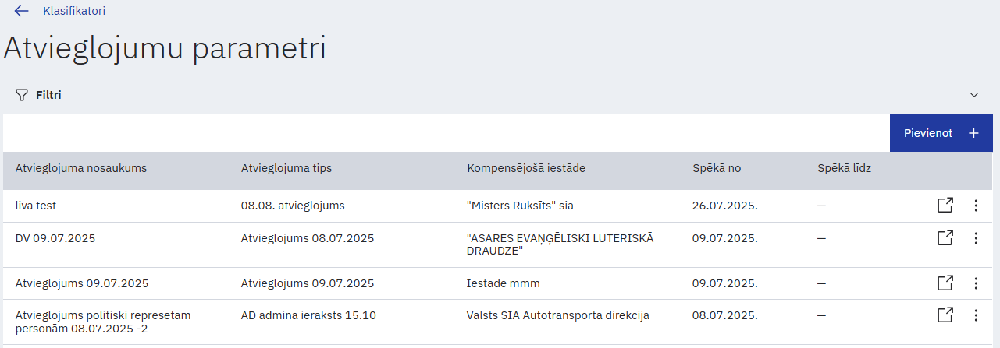 Klasifikatori
Atvieglojumu parametri
Filtri
Pievienot
Atvieglojuma nosaukums Atvieglojuma tips Kompensējošā iestāde Spēkā no Spēkā līdz
liva test 08.08. atvieglojums "Misters Ruksīts" sia 26.07.2025. —
DV 09.07.2025 Atvieglojums 08.07.2025 "ASARES EVAŅĢĒLISKI LUTERISKĀ 09.07.2025. —
DRAUDZE"
Atvieglojums 09.07.2025 Atvieglojums 09.07.2025 Iestāde mmm 09.07.2025. —
Atvieglojums politiski represētām AD admina ieraksts 15.10 Valsts SIA Autotransporta direkcija 08.07.2025. —
personām 08.07.2025 -2